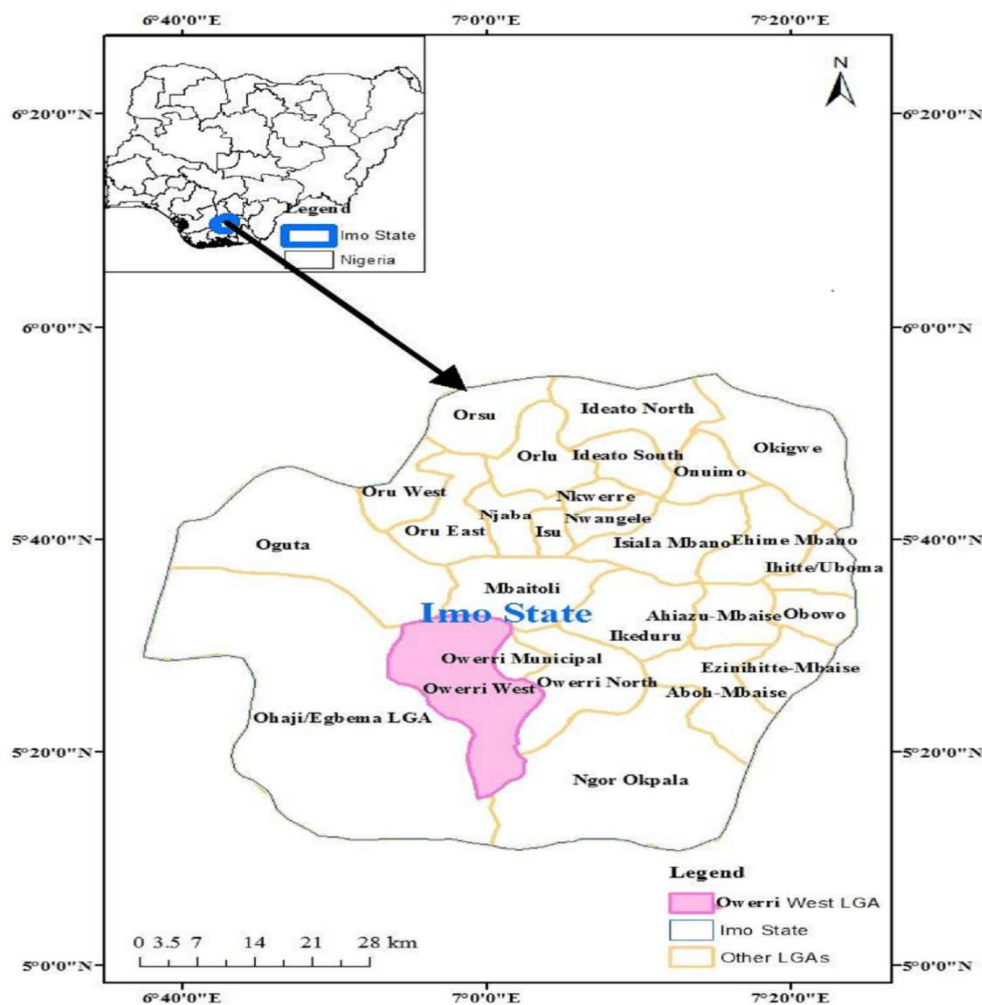 6°40'0"E 7°0'0"E 7°20'0"E
N
6°20'0"N 6°20'0"N
Legend
Imo State
Nigeria
6°0'0"N 6°0'0"N
Orsu
Ideato North
Okigwe
Orlu
Ideato South
Onuimo
Oru West
Nkwerre
Njaba
Nwangele
Oru East
Isu
5°40'0"N 5°40'0"N
Oguta
Isiala Mbano
Ehime Mbano
Ihitte/Uboma
Mbaitoli
Imo State
Ahiazu-Mbaise
Obowo
Ikeduru
Owerri Municipal
Ezinihitte-Mbaise
Owerri West
Owerri North
Aboh-Mbaise
Ohaji/Egbema LGA
5°20'0"N 5°20'0"N
Ngor Okpala
Legend
Owerri West LGA
Imo State
Other LGAs
0 3.5 7 14 21 28 km
5°0'0"N 5°0'0"N
6°40'0"E 7°0'0"E 7°20'0"E